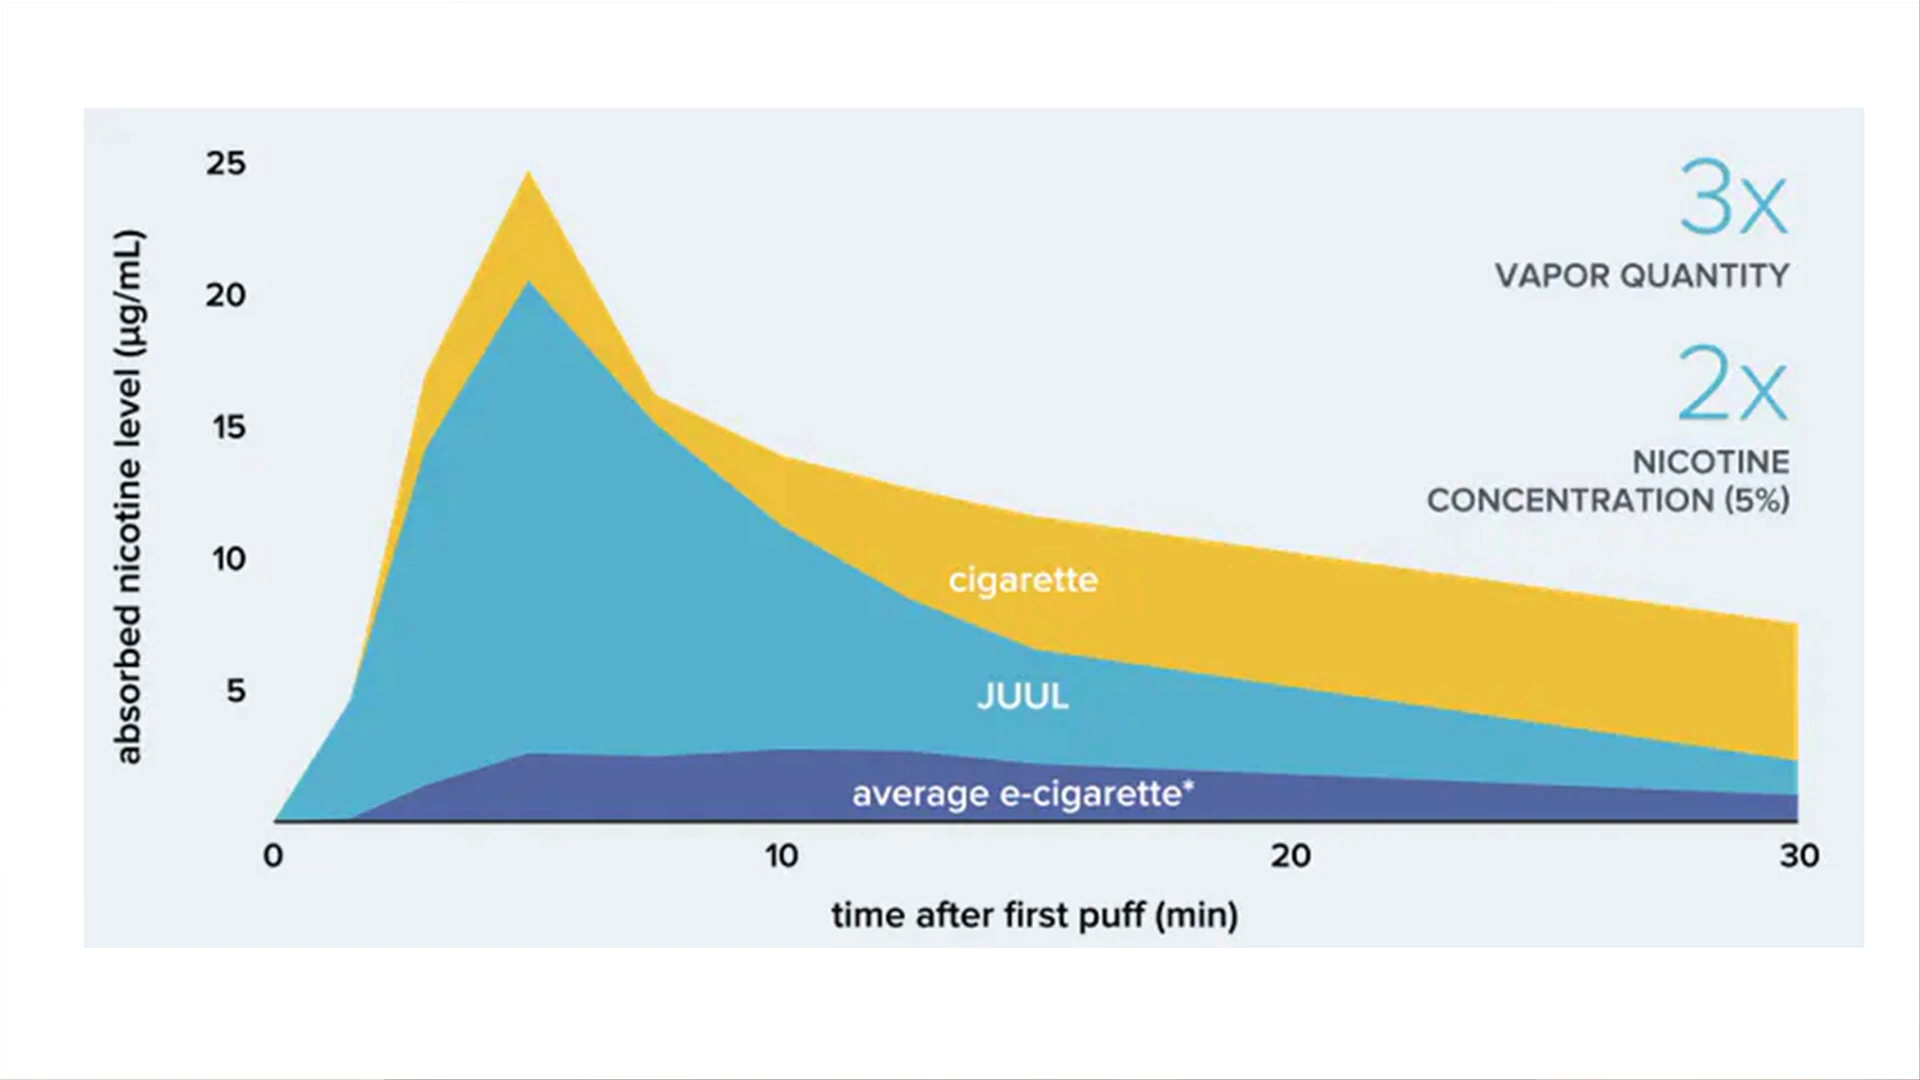 25
20
15
10
5
absorbed nicotine level (µg/mL)
3x
VAPOR QUANTITY
2x
NICOTINE
CONCENTRATION (5%)
cigarette
JUUL
average e-cigarette*
0 10 20 30
time after first puff (min)